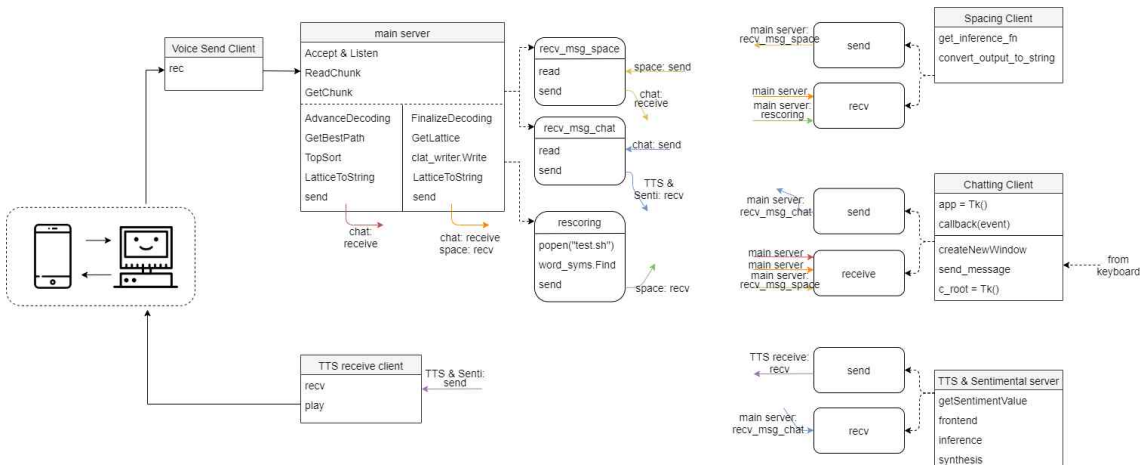 Voice Send Client
rec
main server
Accept & Listen
ReadChunk
GetChunk
AdvanceDecoding
GetBestPath
TopSort
LatticeToString
send
FinalizeDecoding
GetLattice
clat_writer.Write
LatticeToString
send
chat:
receive
chat: receive
space: recv
recv_msg_space
read
send
space: send
chat:
receive
recv_msg_chat
read
send
chat: send
TTS &
Senti: recv
rescoring
popen("test.sh")
word_syms.Find
send
space: recv
TTS receive client
recv
play
TTS & Senti:
send
main server:
recv_msg_space
send
main server
main server:
rescoring
recv
Spacing Client
get_inference_fn
convert_output_to_string
main server:
recv_msg_chat
send
main server
main server
main server:
recv_msg_space
receive
Chatting Client
app = Tk()
callback(event)
createNewWindow
send_message
c_root = Tk()
from
keyboard
TTS receive:
recv
send
main server:
recv_msg_chat
recv
TTS & Sentimental server
getSentimentValue
frontend
inference
synthesis